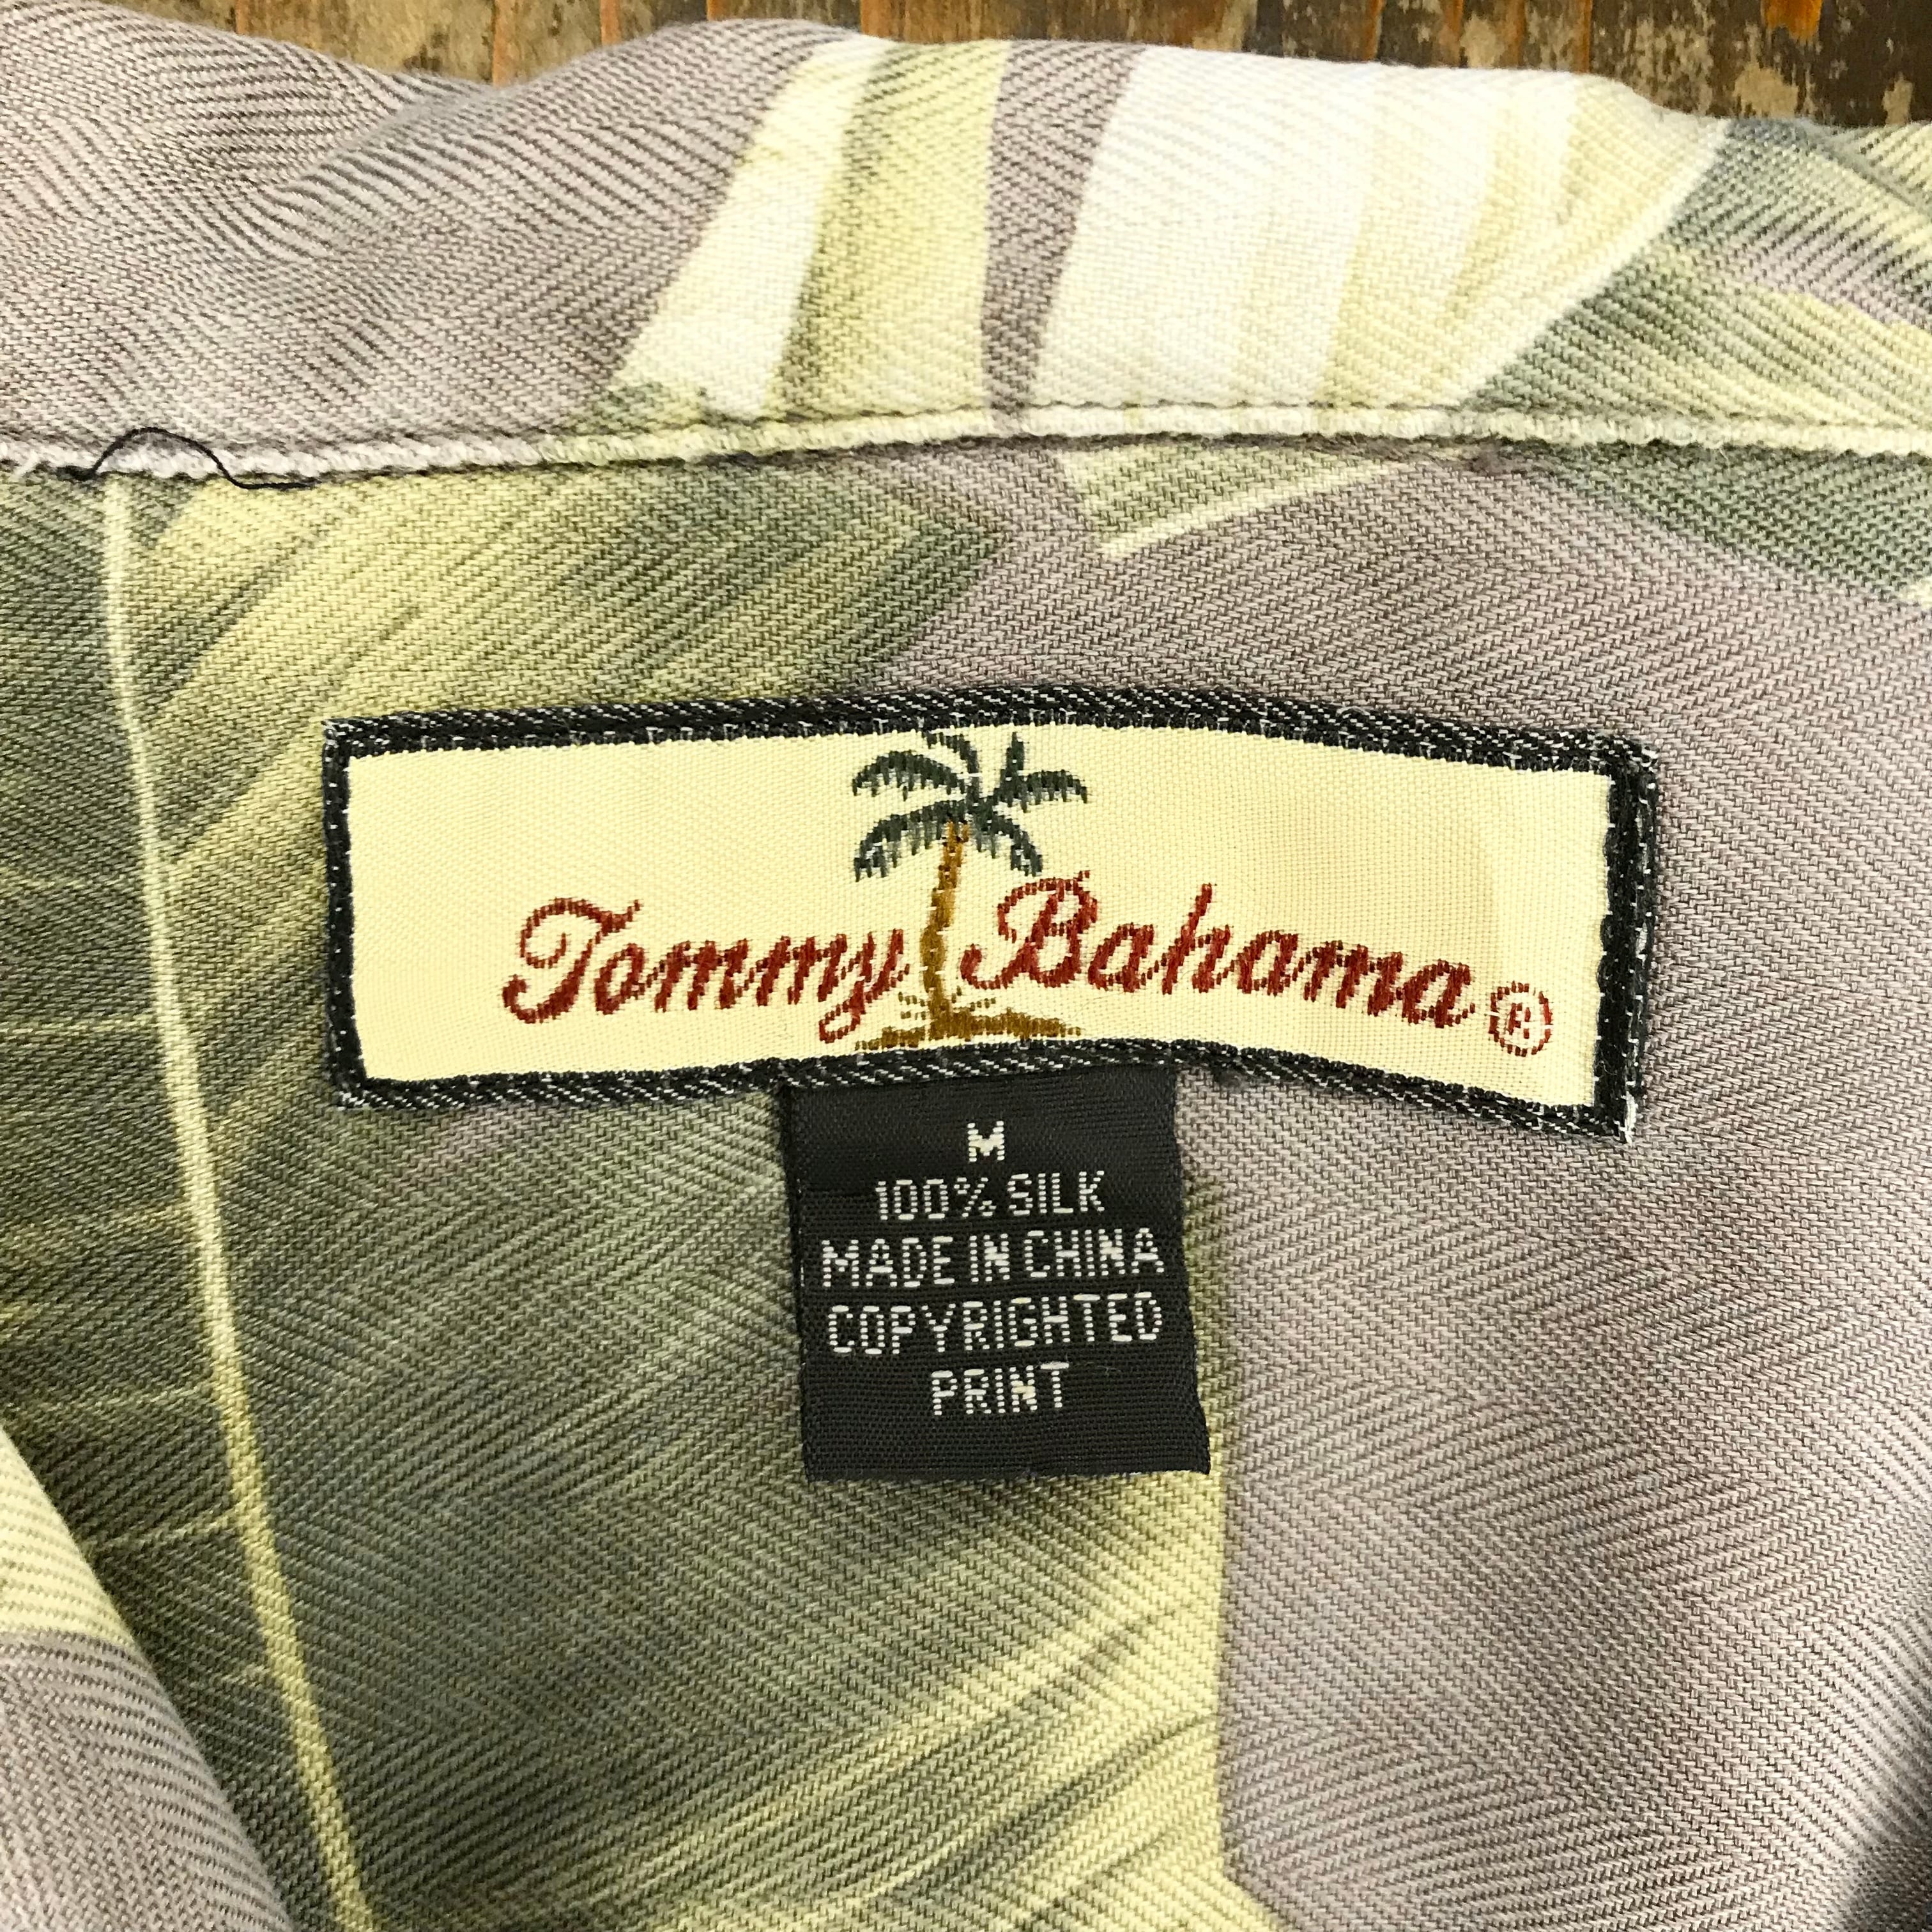 Tommy Bahama ®
M
100% SILK
MADE IN CHINA
COPYRIGHTED
PRINT